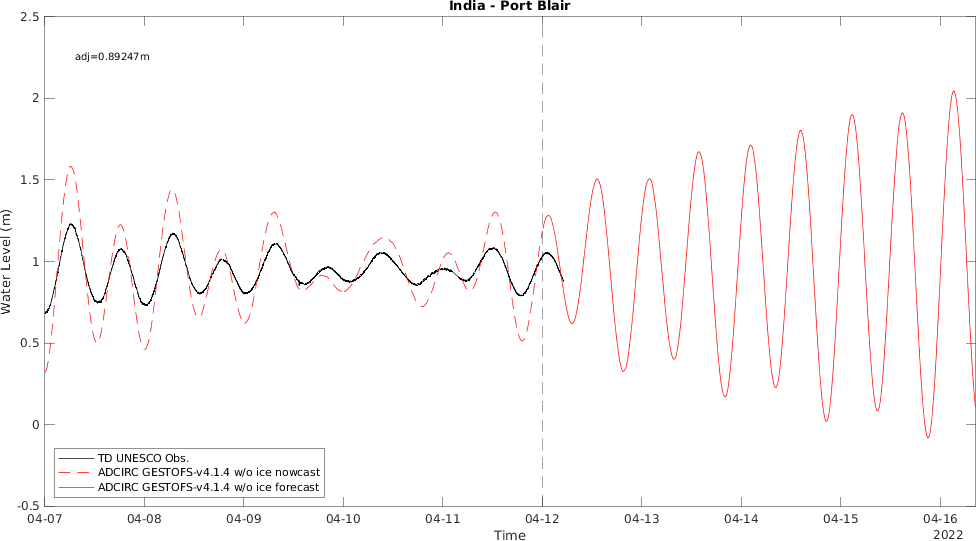 India - Port Blair
adj=0.89247m
2.5
2
1.5
1
0.5
0
-0.5
Water Level (m)
TD UNESCO Obs.
ADCIRC GESTOFS-v4.1.4 w/o ice nowcast
ADCIRC GESTOFS-v4.1.4 w/o ice forecast
04-07 04-08 04-09 04-10 04-11 04-12 04-13 04-14 04-15 04-16
Time
2022